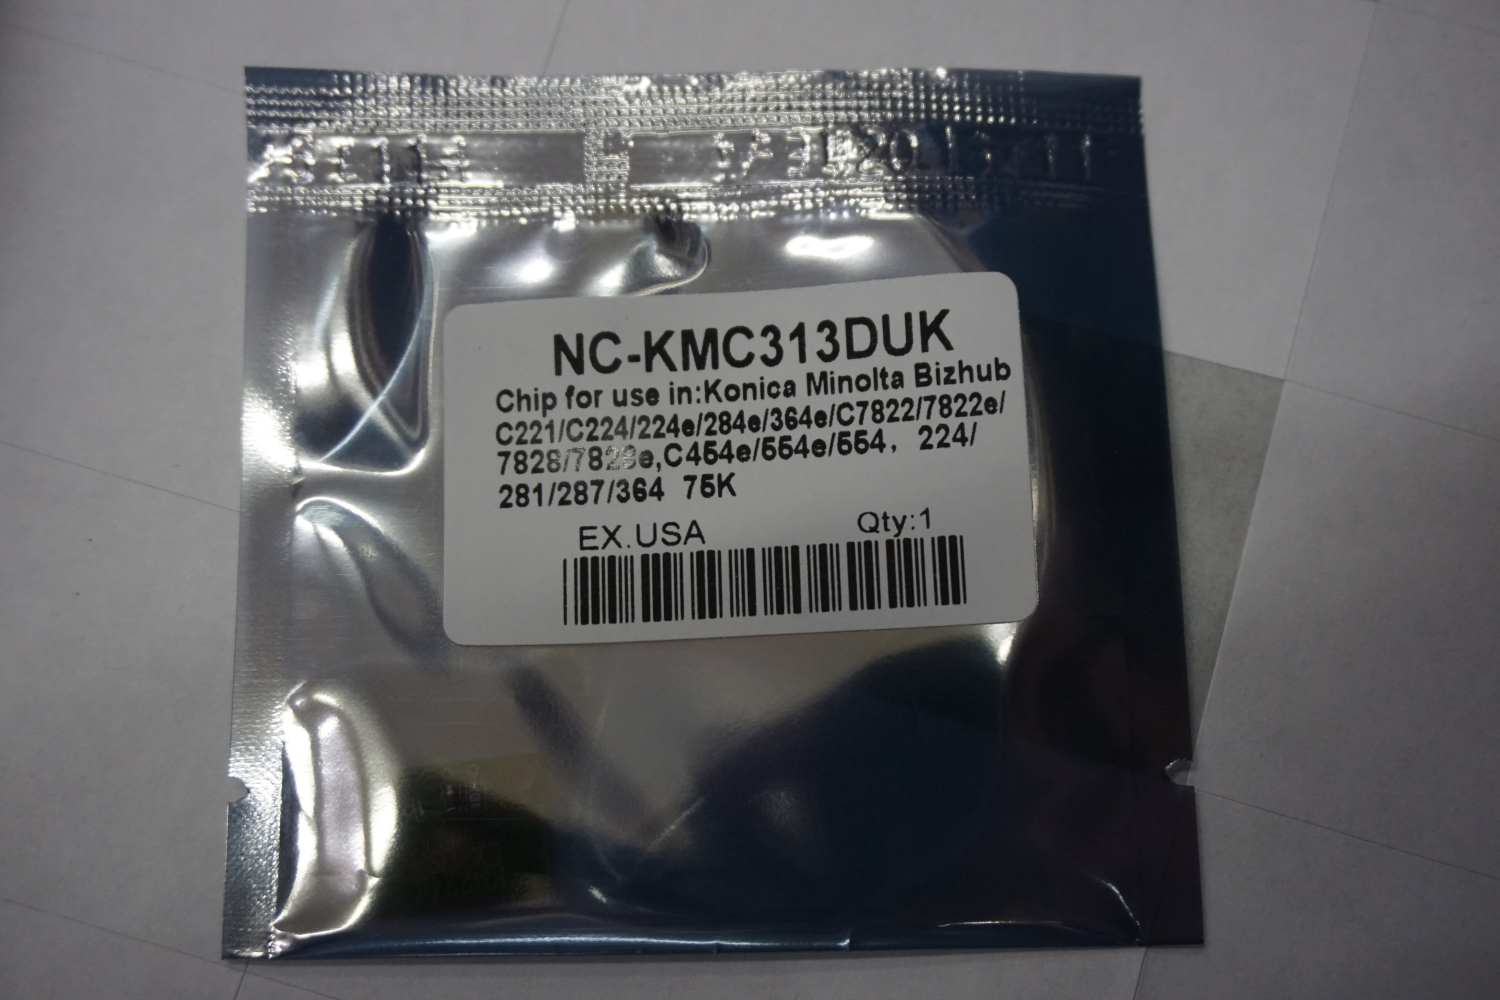 NC-KMC313DUK
Chip for use in:Konica Minolta Bizhub
C221/C224/224e/284e/364e/C7822/7822e/
7828/7828e,C454e/554e/554, 224/
281/287/364 75K
EX.USA Qty:1